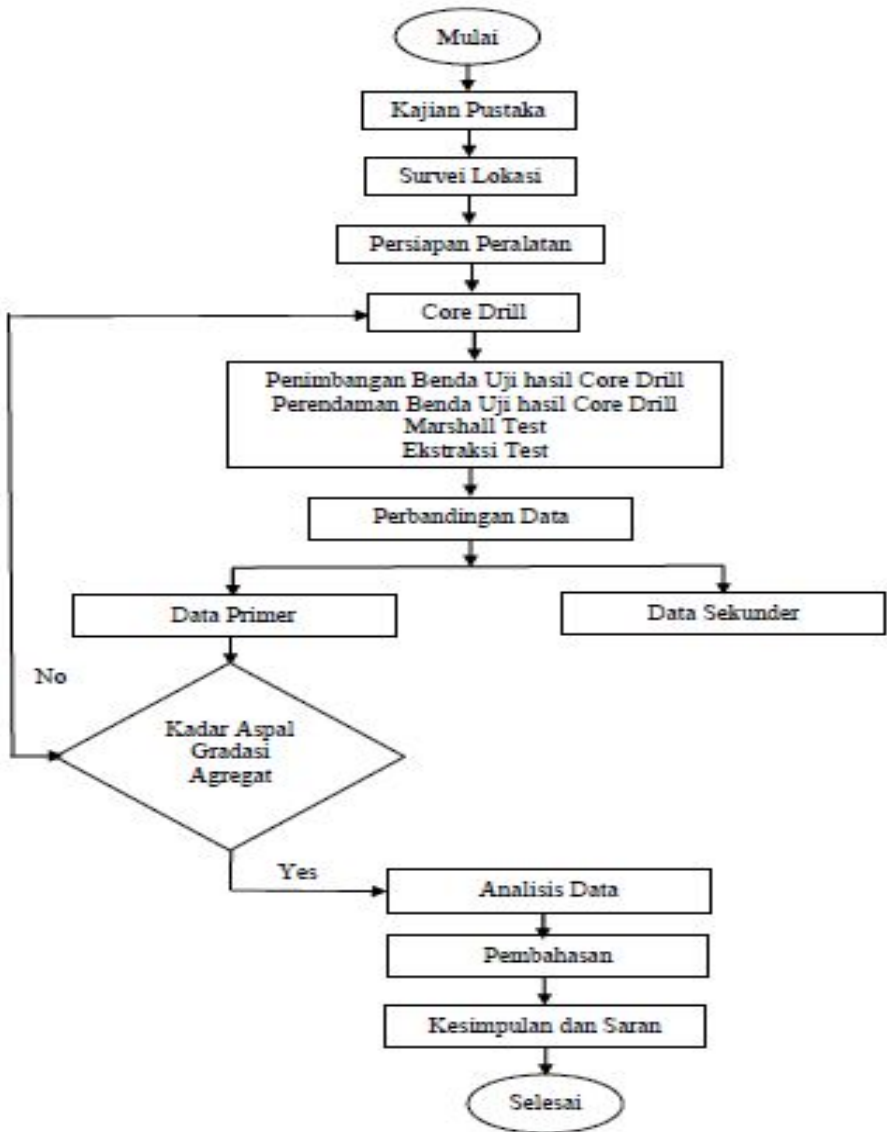 Mulai
Kajian Pustaka
Survei Lokasi
Persiapan Peralatan
Core Drill
Penimbangan Benda Uji hasil Core Drill
Perendaman Benda Uji hasil Core Drill
Marshall Test
Ekstraksi Test
Perbandingan Data
Data Primer
Data Sekunder
No
Kadar Aspal
Gradasi
Agregat
Yes
Analisis Data
Pembahasan
Kesimpulan dan Saran
Selesai